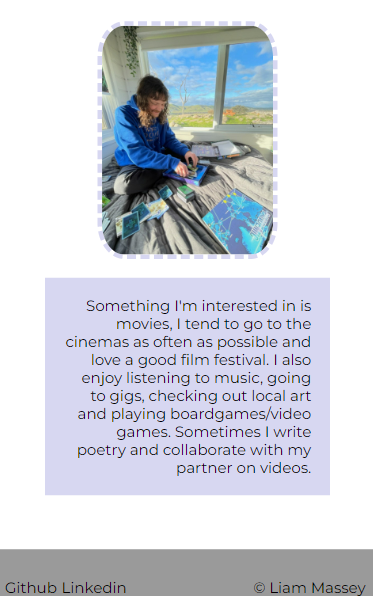 Something I'm interested in is
movies, I tend to go to the
cinemas as often as possible and
love a good film festival. I also
enjoy listening to music, going
to gigs, checking out local art
and playing boardgames/video
games. Sometimes I write
poetry and collaborate with my
partner on videos.
Github Linkedin
© Liam Massey